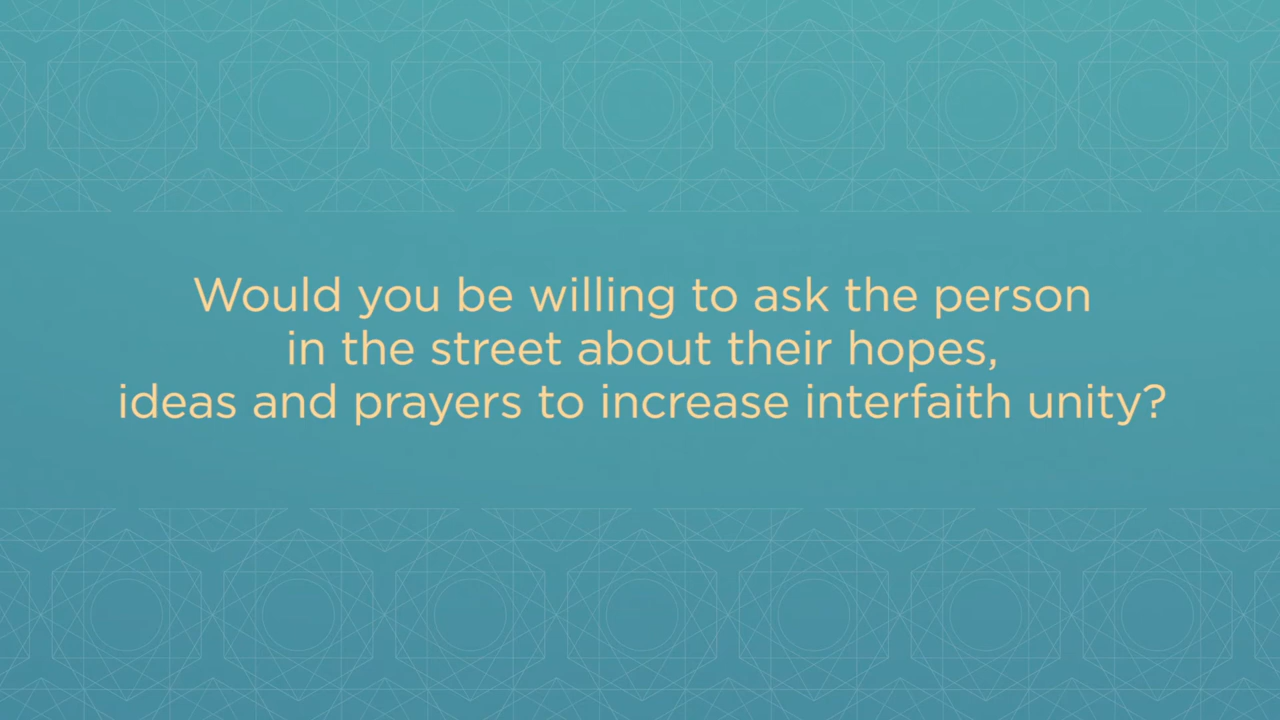 Would you be willing to ask the person
in the street about their hopes,
ideas and prayers to increase interfaith unity?